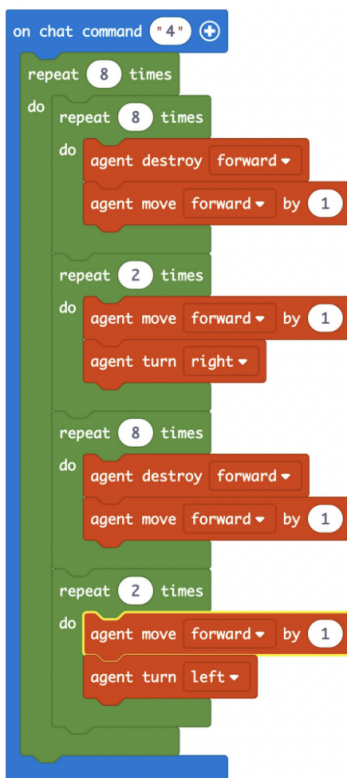 on chat command "4"
repeat 8 times
do
repeat 8 times
do
agent destroy forward
agent move forward by 1
repeat 2 times
do
agent move forward by 1
agent turn right
repeat 8 times
do
agent destroy forward
agent move forward by 1
repeat 2 times
do
agent move forward by 1
agent turn left